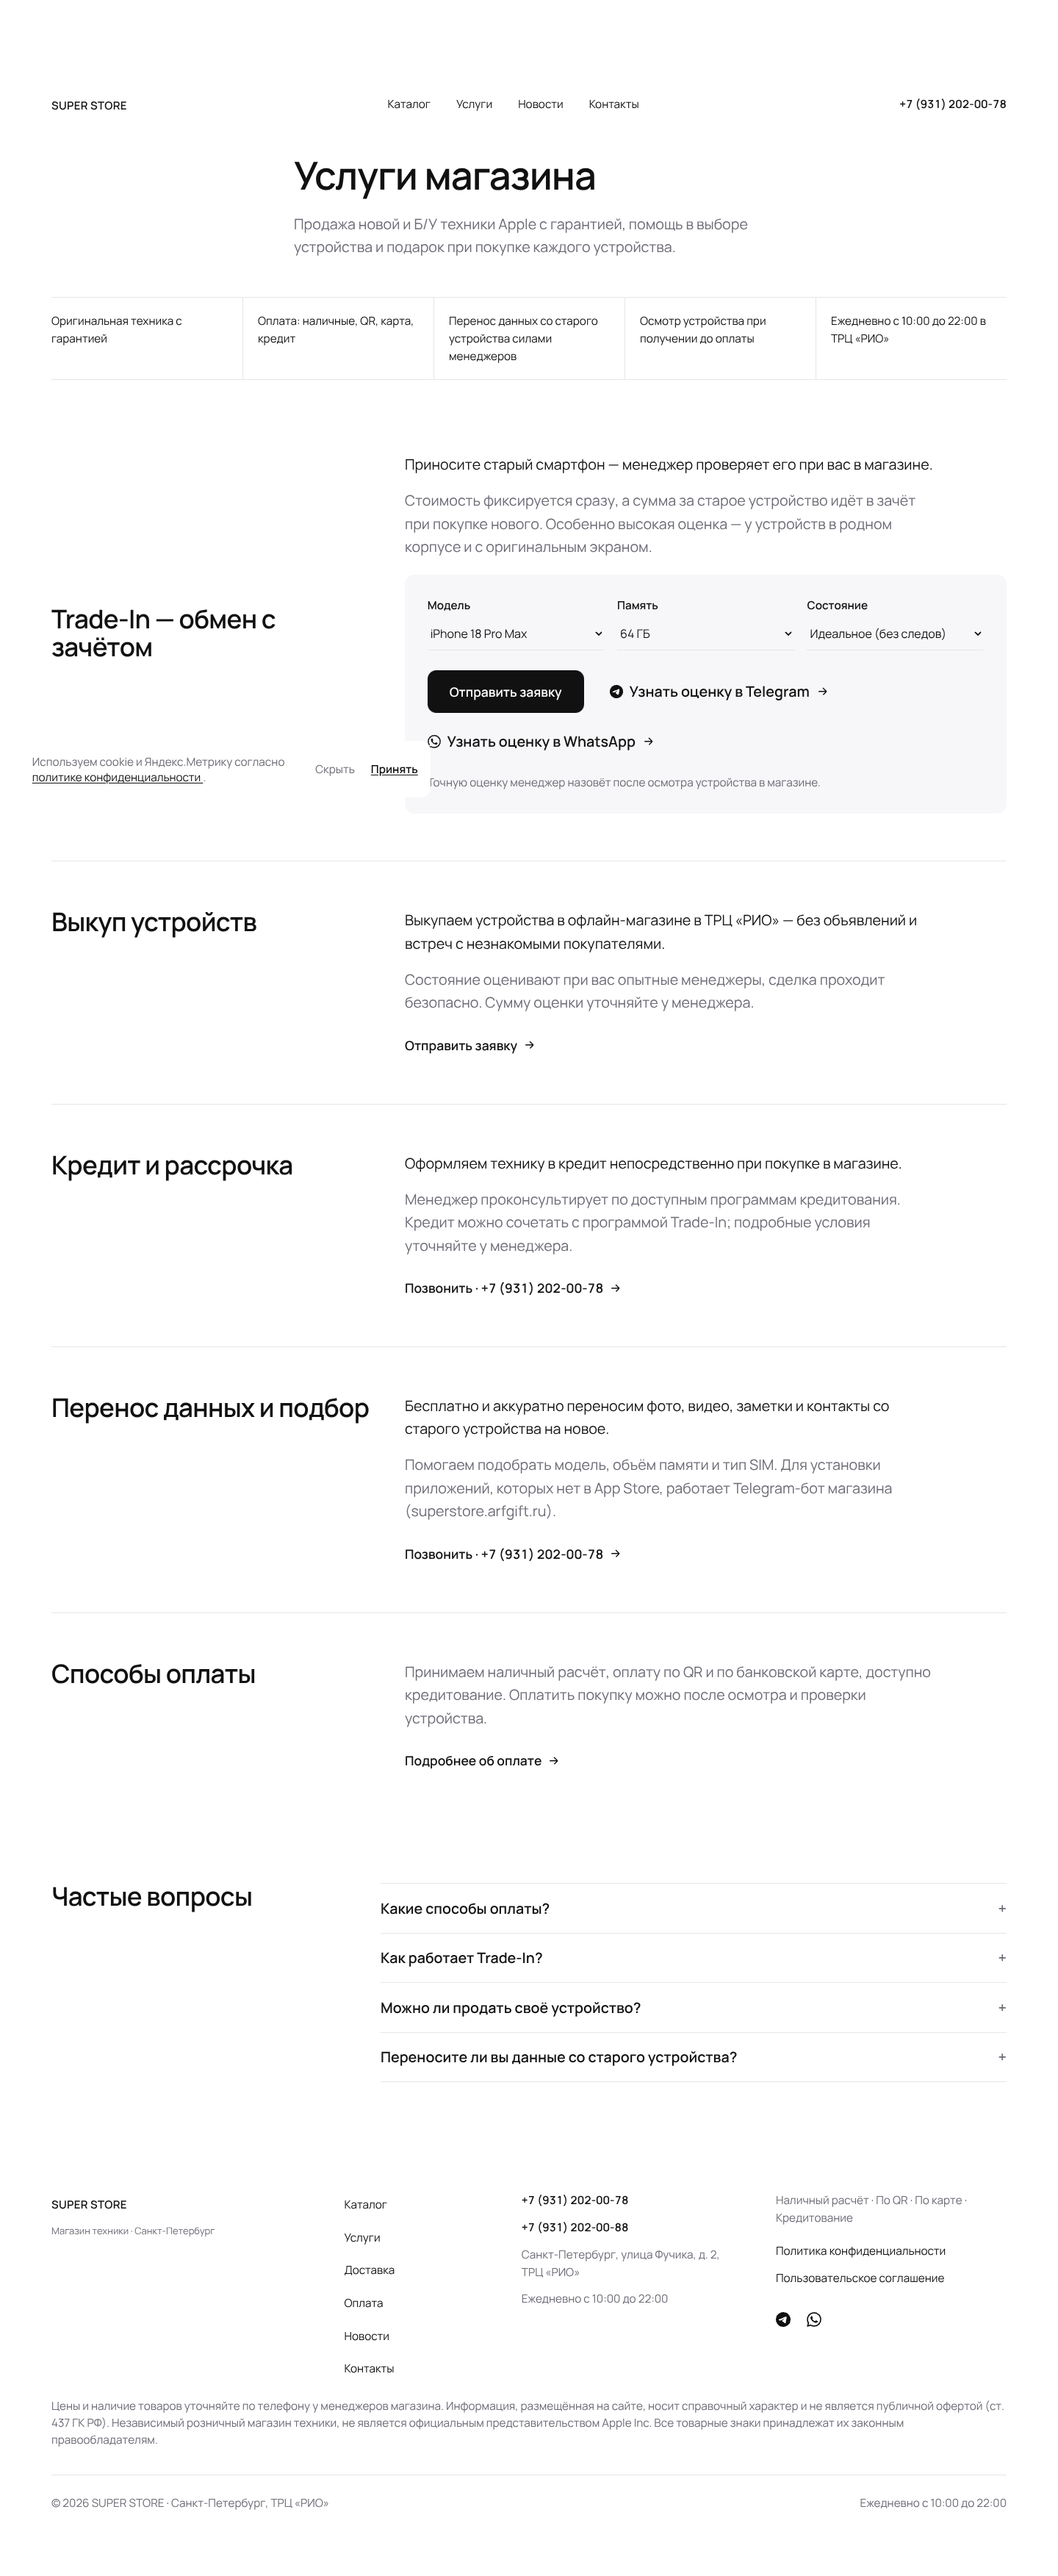 SUPER STORE
Каталог
Услуги
Новости
Контакты
+7 (931) 202-00-78
Услуги магазина
Продажа новой и Б/У техники Apple с гарантией, помощь в выборе
устройства и подарок при покупке каждого устройства.
Оригинальная техника с
гарантией
Оплата: наличные, QR, карта,
кредит
Перенос данных со старого
устройства силами
менеджеров
Осмотр устройства при
получении до оплаты
Ежедневно с 10:00 до 22:00 в
ТРЦ «РИО»
Trade-In — обмен с
зачётом
Приносите старый смартфон — менеджер проверяет его при вас в магазине.
Стоимость фиксируется сразу, а сумма за старое устройство идёт в зачёт
при покупке нового. Особенно высокая оценка — у устройств в родном
корпусе и с оригинальным экраном.
Модель
Память
Состояние
iPhone 18 Pro Max
64 ГБ
Идеальное (без следов)
Отправить заявку
Узнать оценку в Telegram →
Узнать оценку в WhatsApp →
Точную оценку менеджер назовёт после осмотра устройства в магазине.
Используем cookie и Яндекс.Метрику согласно
политике конфиденциальности .
Скрыть
Принять
Выкуп устройств
Выкупаем устройства в офлайн-магазине в ТРЦ «РИО» — без объявлений и
встреч с незнакомыми покупателями.
Состояние оценивают при вас опытные менеджеры, сделка проходит
безопасно. Сумму оценки уточняйте у менеджера.
Отправить заявку →
Кредит и рассрочка
Оформляем технику в кредит непосредственно при покупке в магазине.
Менеджер проконсультирует по доступным программам кредитования.
Кредит можно сочетать с программой Trade-In; подробные условия
уточняйте у менеджера.
Позвонить · +7 (931) 202-00-78 →
Перенос данных и подбор
Бесплатно и аккуратно переносим фото, видео, заметки и контакты со
старого устройства на новое.
Помогаем подобрать модель, объём памяти и тип SIM. Для установки
приложений, которых нет в App Store, работает Telegram-бот магазина
(superstore.arfgift.ru).
Позвонить · +7 (931) 202-00-78 →
Способы оплаты
Принимаем наличный расчёт, оплату по QR и по банковской карте, доступно
кредитование. Оплатить покупку можно после осмотра и проверки
устройства.
Подробнее об оплате →
Частые вопросы
Какие способы оплаты? +
Как работает Trade-In? +
Можно ли продать своё устройство? +
Переносите ли вы данные со старого устройства? +
SUPER STORE
Магазин техники · Санкт-Петербург
Каталог
Услуги
Доставка
Оплата
Новости
Контакты
+7 (931) 202-00-78
+7 (931) 202-00-88
Санкт-Петербург, улица Фучика, д. 2,
ТРЦ «РИО»
Ежедневно с 10:00 до 22:00
Наличный расчёт · По QR · По карте ·
Кредитование
Политика конфиденциальности
Пользовательское соглашение
Цены и наличие товаров уточняйте по телефону у менеджеров магазина. Информация, размещённая на сайте, носит справочный характер и не является публичной офертой (ст.
437 ГК РФ). Независимый розничный магазин техники, не является официальным представительством Apple Inc. Все товарные знаки принадлежат их законным
правообладателям.
© 2026 SUPER STORE · Санкт-Петербург, ТРЦ «РИО»
Ежедневно с 10:00 до 22:00